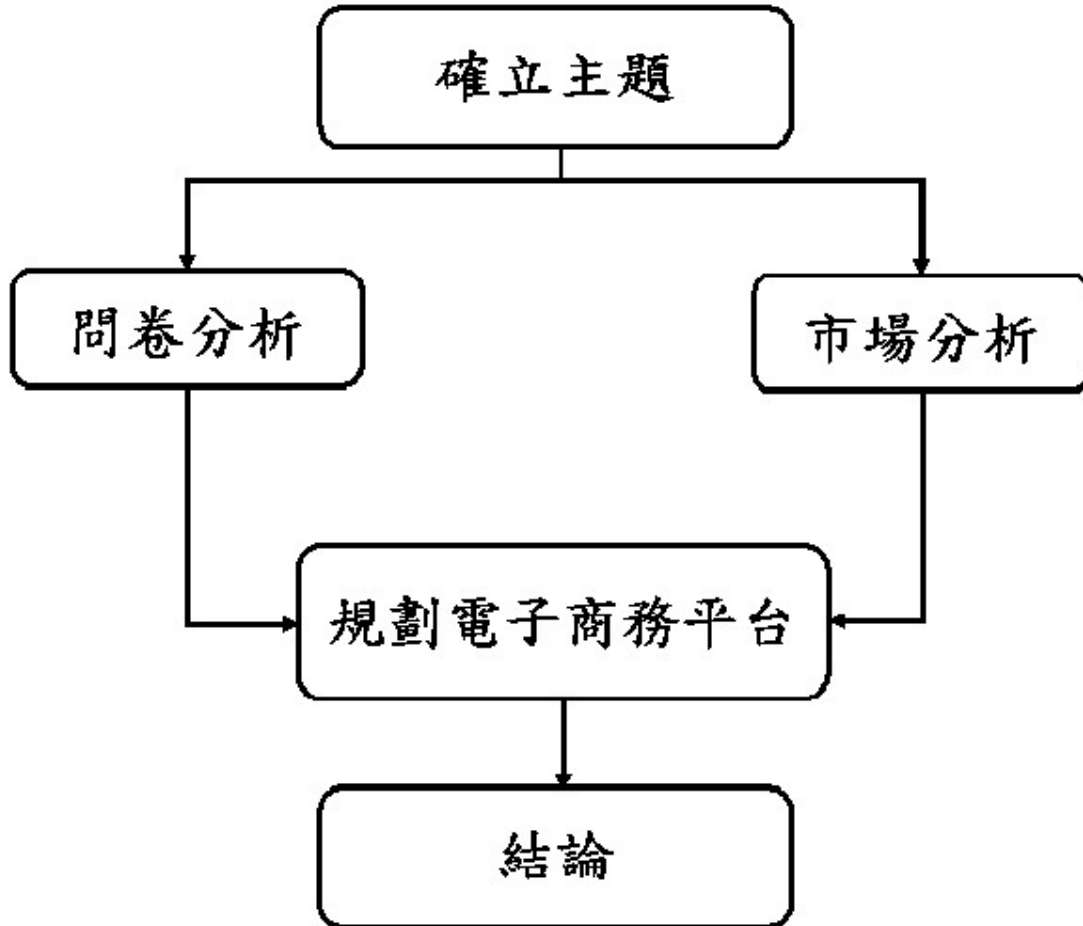 確立主題
問卷分析
市場分析
規劃電子商務平台
結論